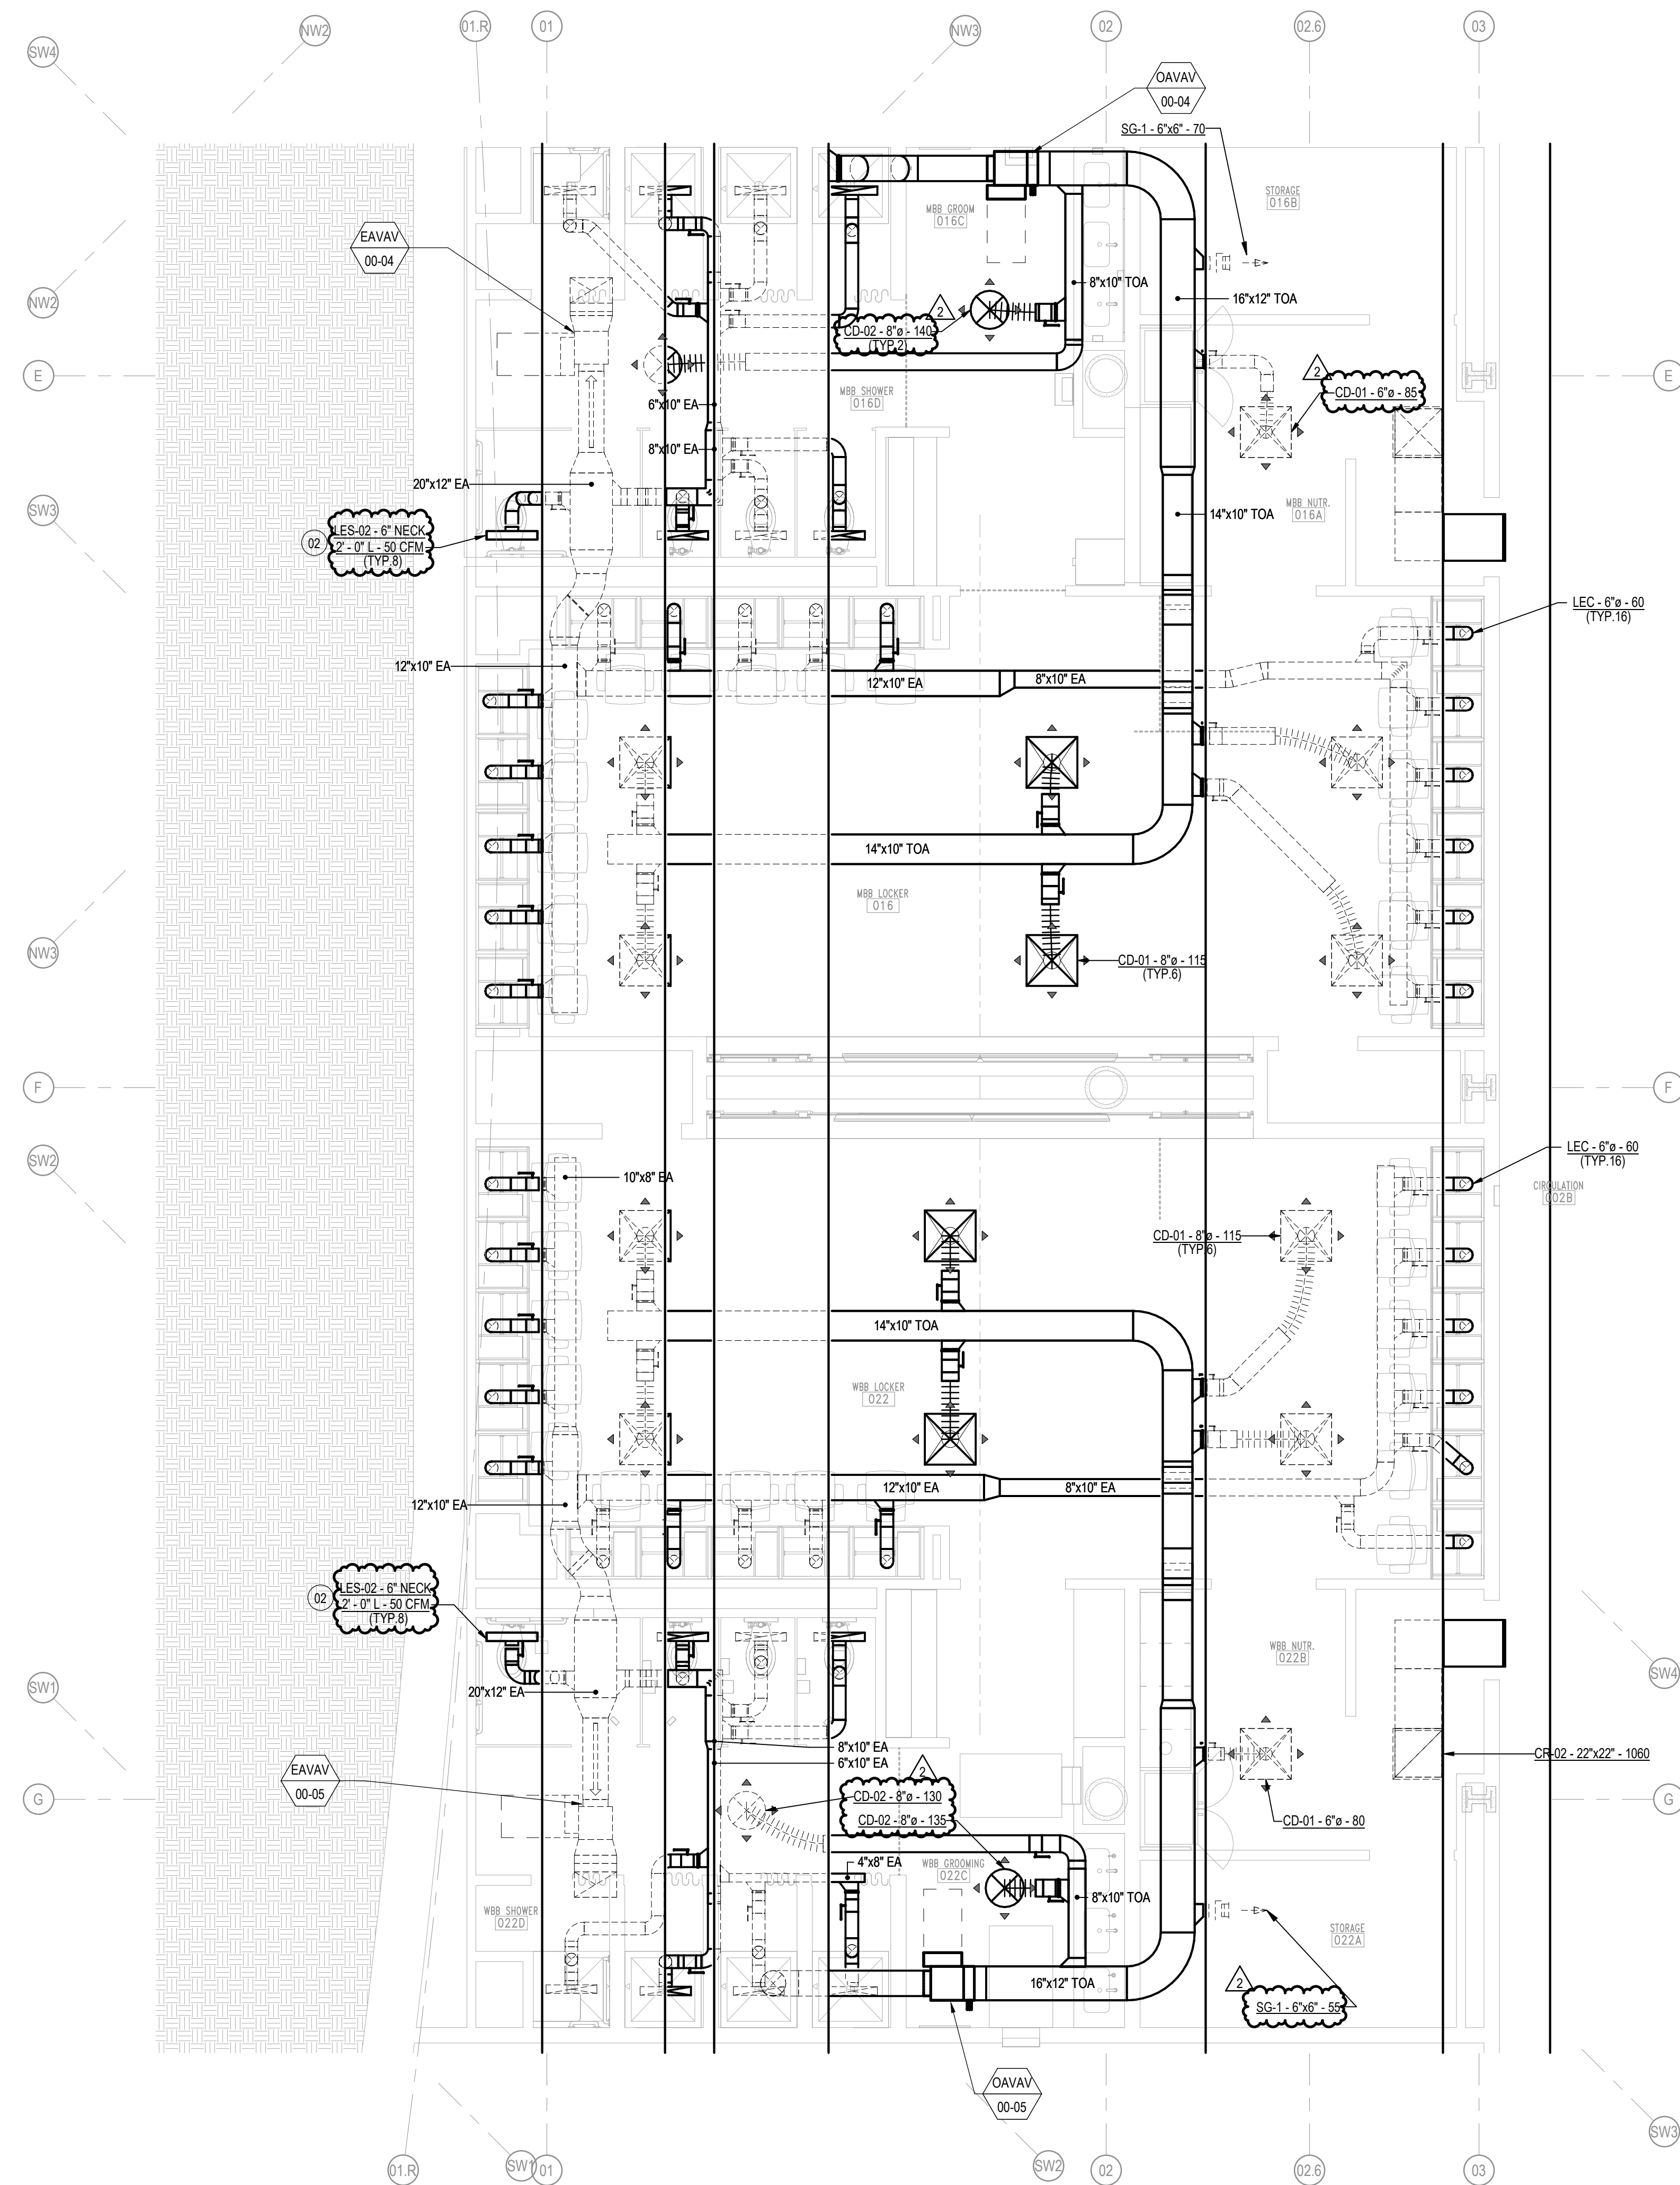 01.R
01
02
02.6
03
NW2
NW3
SW4
OAVAV
00-04
SG-1 - 6"x6" - 70
STORAGE
016B
MBB GROOM
016C
EAVAV
00-04
8"x10" TOA
16"x12" TOA
NW2
2
CD-02 - 8"ø - 140
(TYP.2)
E
E
2
CD-01 - 6"ø - 85
MBB SHOWER
016D
6"x10" EA
8"x10" EA
20"x12" EA
SW3
MBB NUTR.
016A
14"x10" TOA
02
LES-02 - 6" NECK
2' - 0" L - 50 CFM
(TYP.8)
LEC - 6"ø - 60
(TYP.16)
12"x10" EA
12"x10" EA
8"x10" EA
14"x10" TOA
MBB LOCKER
016
NW3
CD-01 - 8"ø - 115
(TYP.6)
F
F
SW2
LEC - 6"ø - 60
(TYP.16)
10"x8" EA
CIRCULATION
002B
CD-01 - 8"ø - 115
(TYP.6)
14"x10" TOA
WBB LOCKER
022
12"x10" EA
8"x10" EA
12"x10" EA
02
LES-02 - 6" NECK
2' - 0" L - 50 CFM
(TYP.8)
WBB NUTR.
022B
SW4
SW1
20"x12" EA
8"x10" EA
6"x10" EA
CR-02 - 22"x22" - 1060
EAVAV
00-05
2
CD-02 - 8"ø - 130
CD-02 - 8"ø - 135
G
G
CD-01 - 6"ø - 80
4"x8" EA
WBB GROOMING
022C
8"x10" TOA
WBB SHOWER
022D
STORAGE
022A
16"x12" TOA
2
SG-1 - 6"x6" - 55
OAVAV
00-05
SW3
01.R
SW1
01
SW2
02
02.6
03